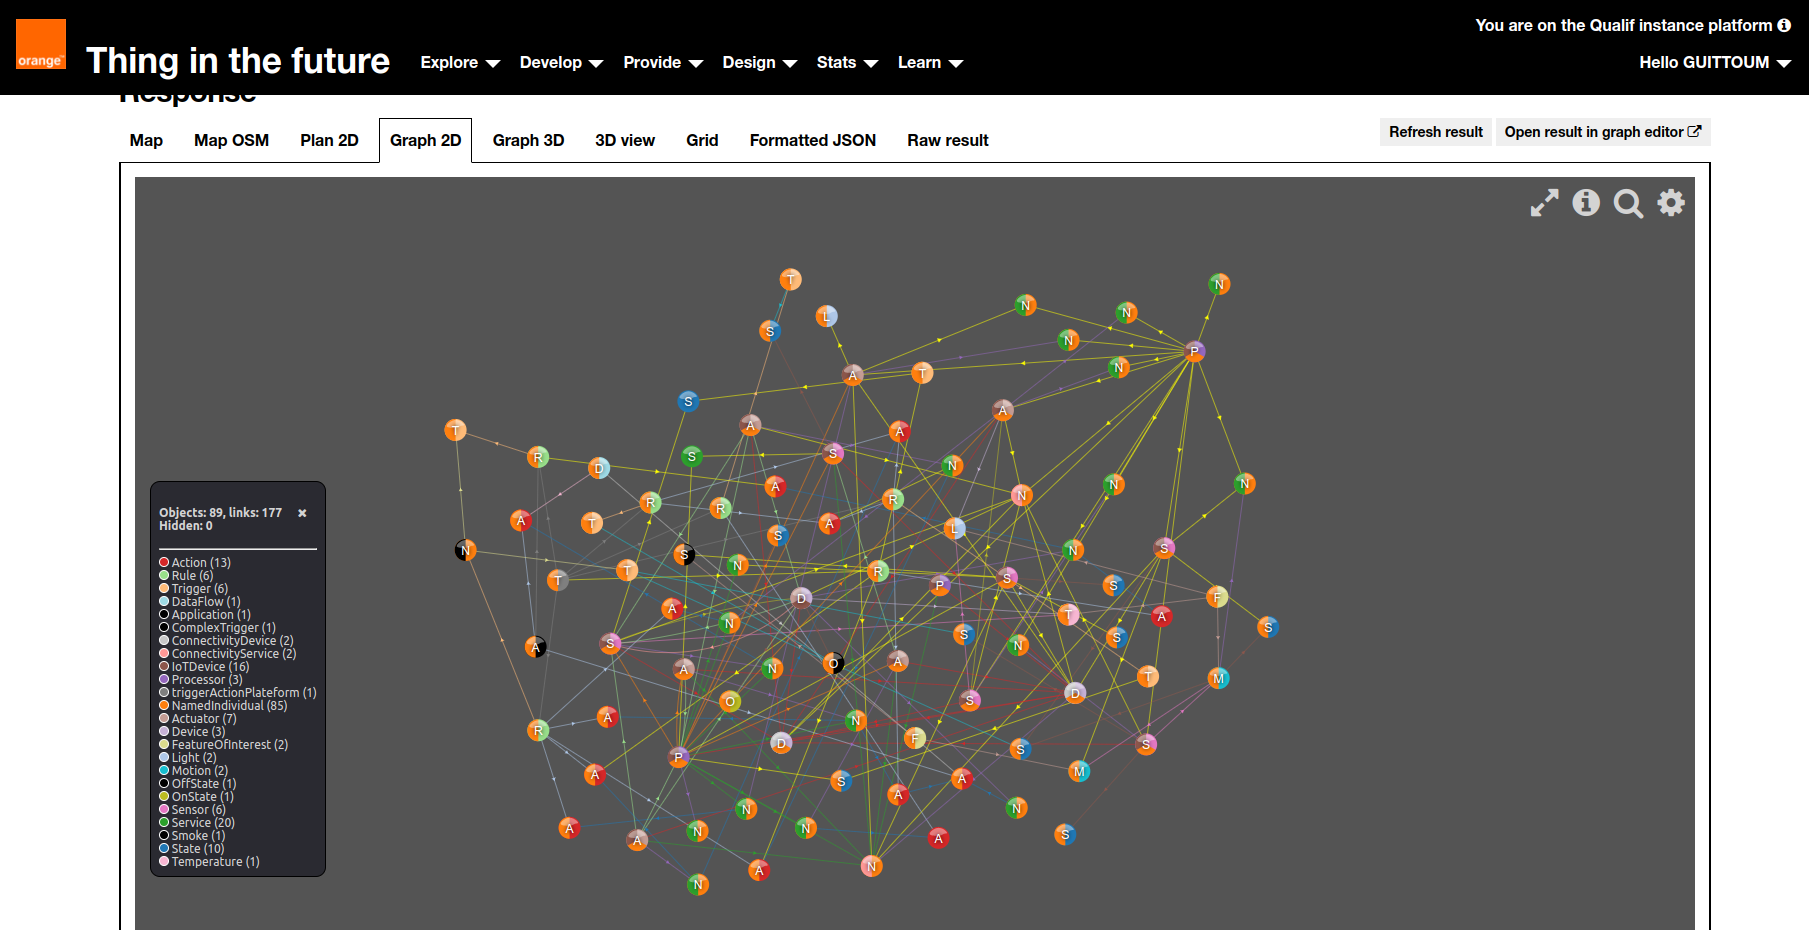 You are on the Qualif instance platform
orange™
Thing in the future
Explore
Develop
Provide
Design
Stats
Learn
Hello GUITTOUM
Response
Map
Map OSM
Plan 2D
Graph 2D
Graph 3D
3D view
Grid
Formatted JSON
Raw result
Refresh result
Open result in graph editor
T
N
L
S
N
N
N
P
A
T
N
S
A
T
A
A
R
S
S
N
D
A
N
N
R
R
R
N
A
T
A
L
S
N
S
S
N
N
T
T
R
P
S
S
D
F
A
T
A
N
S
S
S
S
N
A
O
A
A
N
T
M
O
S
D
A
N
R
D
F
S
S
P
A
S
A
M
A
N
N
A
N
N
S
A
A
N
A
N
Objects: 89, links: 177
Hidden: 0
Action (13)
Rule (6)
Trigger (6)
DataFlow (1)
Application (1)
ComplexTrigger (1)
ConnectivityDevice (2)
ConnectivityService (2)
IoTDevice (16)
Processor (3)
triggerActionPlateform (1)
NamedIndividual (85)
Actuator (7)
Device (3)
FeatureOfInterest (2)
Light (2)
Motion (2)
OffState (1)
OnState (1)
Sensor (6)
Service (20)
Smoke (1)
State (10)
Temperature (1)